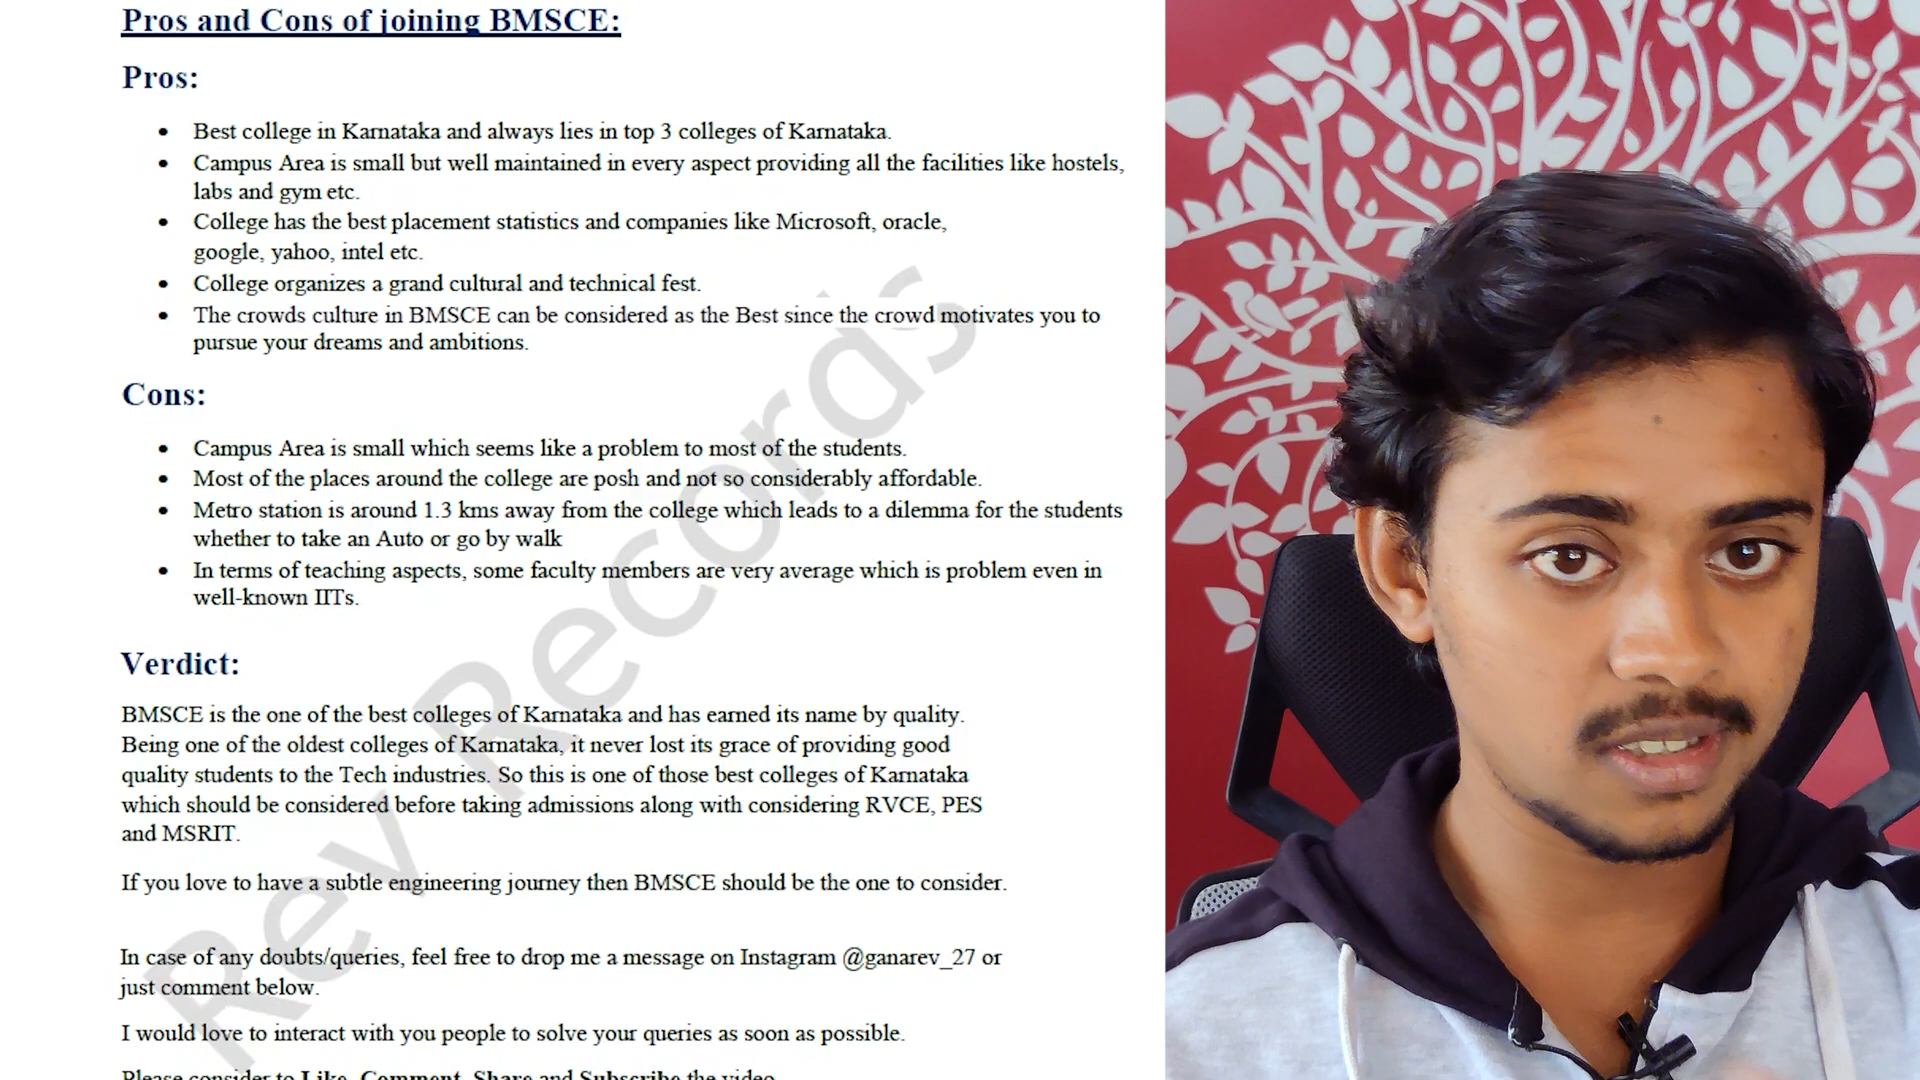 Pros and Cons of joining BMSCE:
Pros:
• Best college in Karnataka and always lies in top 3 colleges of Karnataka.
• Campus Area is small but well maintained in every aspect providing all the facilities like hostels,
labs and gym etc.
• College has the best placement statistics and companies like Microsoft, oracle,
google, yahoo, intel etc.
• College organizes a grand cultural and technical fest.
• The crowds culture in BMSCE can be considered as the Best since the crowd motivates you to
pursue your dreams and ambitions.
Cons:
• Campus Area is small which seems like a problem to most of the students.
• Most of the places around the college are posh and not so considerably affordable.
• Metro station is around 1.3 kms away from the college which leads to a dilemma for the students
whether to take an Auto or go by walk
• In terms of teaching aspects, some faculty members are very average which is problem even in
well-known IITs.
Verdict:
BMSCE is the one of the best colleges of Karnataka and has earned its name by quality.
Being one of the oldest colleges of Karnataka, it never lost its grace of providing good
quality students to the Tech industries. So this is one of those best colleges of Karnataka
which should be considered before taking admissions along with considering RVCE, PES
and MSRIT.
If you love to have a subtle engineering journey then BMSCE should be the one to consider.
In case of any doubts/queries, feel free to drop me a message on Instagram @ganarev_27 or
just comment below.
I would love to interact with you people to solve your queries as soon as possible.
Please consider to Like, Comment, Share and Subscribe the video
Rev Records